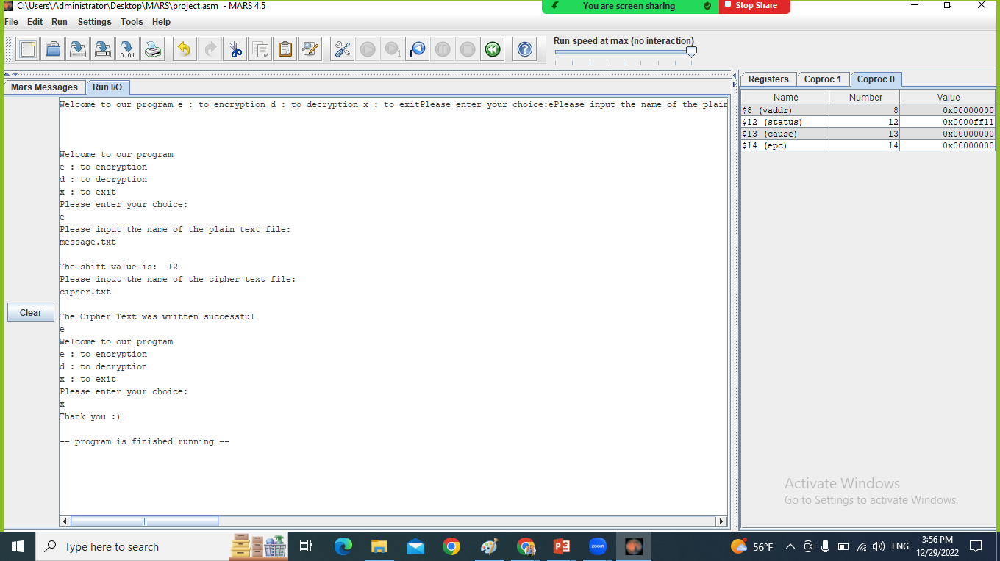 C:\Users\Administrator\Desktop\MARS\project.asm - MARS 4.5
You are screen sharing
Stop Share
File Edit Run Settings Tools Help
Run speed at max (no interaction)
Mars Messages Run I/O
Registers Coproc 1 Coproc 0
Name Number Value
$8 (vaddr) 8 0x00000000
$12 (status) 12 0x0000ff11
$13 (cause) 13 0x00000000
$14 (epc) 14 0x00000000
Welcome to our program e : to encryption d : to decryption x : to exitPlease enter your choice:ePlease input the name of the plain
Welcome to our program
e : to encryption
d : to decryption
x : to exit
Please enter your choice:
e
Please input the name of the plain text file:
message.txt
The shift value is: 12
Please input the name of the cipher text file:
cipher.txt
Clear
The Cipher Text was written successful
e
Welcome to our program
e : to encryption
d : to decryption
x : to exit
Please enter your choice:
x
Thank you :)
-- program is finished running --
Activate Windows
Go to Settings to activate Windows.
Type here to search
zoom
56°F
ENG
3:56 PM
12/29/2022